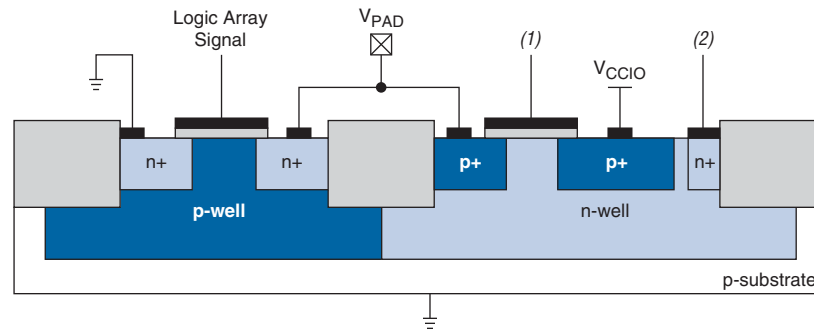 Logic Array
Signal
VPAD
(1)
(2)
VCCIO
n+
n+
p+
p+
n+
p-well
n-well
p-substrate